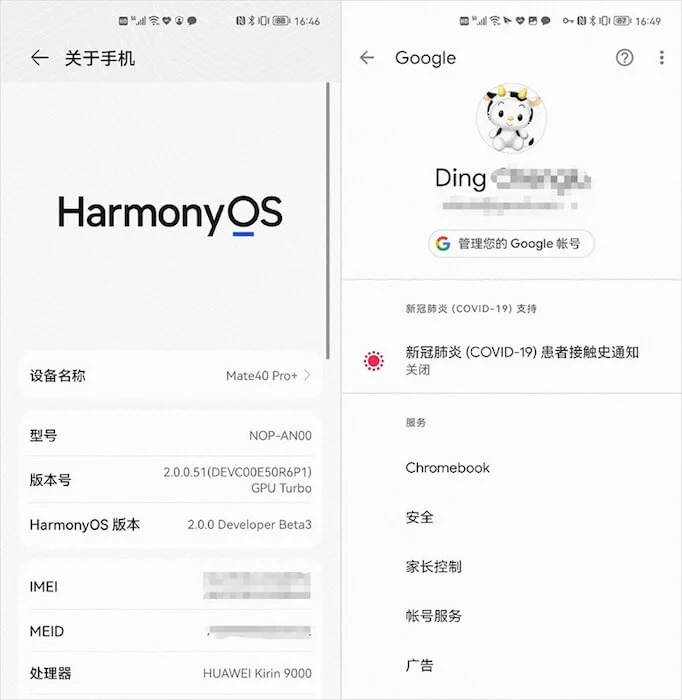 16:46
关于手机
HarmonyOS
设备名称
Mate40 Pro+
型号
NOP-AN00
版本号
2.0.0.51(DEVC00E50R6P1)
GPU Turbo
HarmonyOS 版本
2.0.0 Developer Beta3
IMEI
MEID
处理器
HUAWEI Kirin 9000
16:49
Google
Ding
管理您的 Google 帐号
新冠肺炎 (COVID-19) 支持
新冠肺炎 (COVID-19) 患者接触史通知
关闭
服务
Chromebook
安全
家长控制
帐号服务
广告